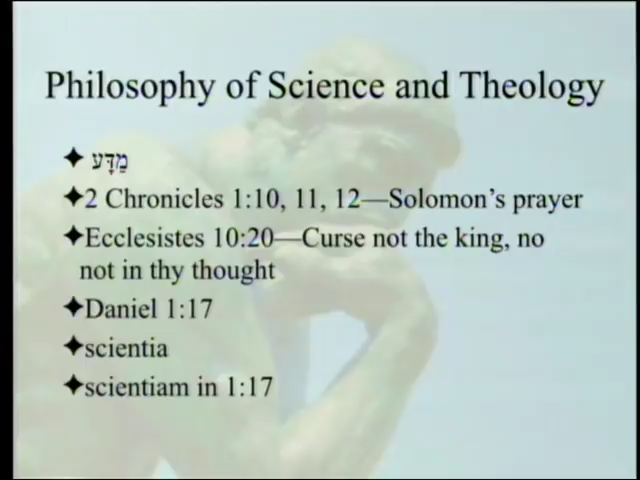 Philosophy of Science and Theology
✦ מַדָּע
✦2 Chronicles 1:10, 11, 12—Solomon's prayer
✦Ecclesistes 10:20—Curse not the king, no
not in thy thought
✦Daniel 1:17
✦scientia
✦scientiam in 1:17